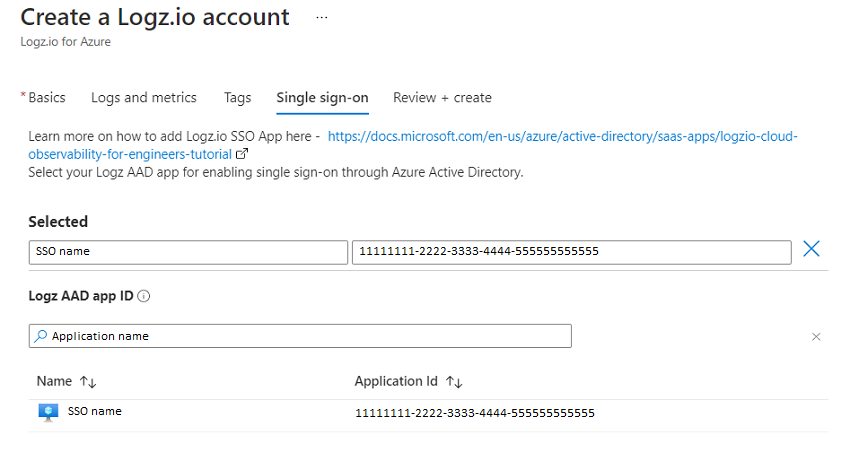 Create a Logz.io account ...
Logz.io for Azure
* Basics Logs and metrics Tags Single sign-on Review + create
Learn more on how to add Logz.io SSO App here - https://docs.microsoft.com/en-us/azure/active-directory/saas-apps/logzio-cloud-
observability-for-engineers-tutorial
Select your Logz AAD app for enabling single sign-on through Azure Active Directory.
Selected
SSO name 11111111-2222-3333-4444-555555555555
Logz AAD app ID
Application name
Name Application Id
SSO name 11111111-2222-3333-4444-555555555555